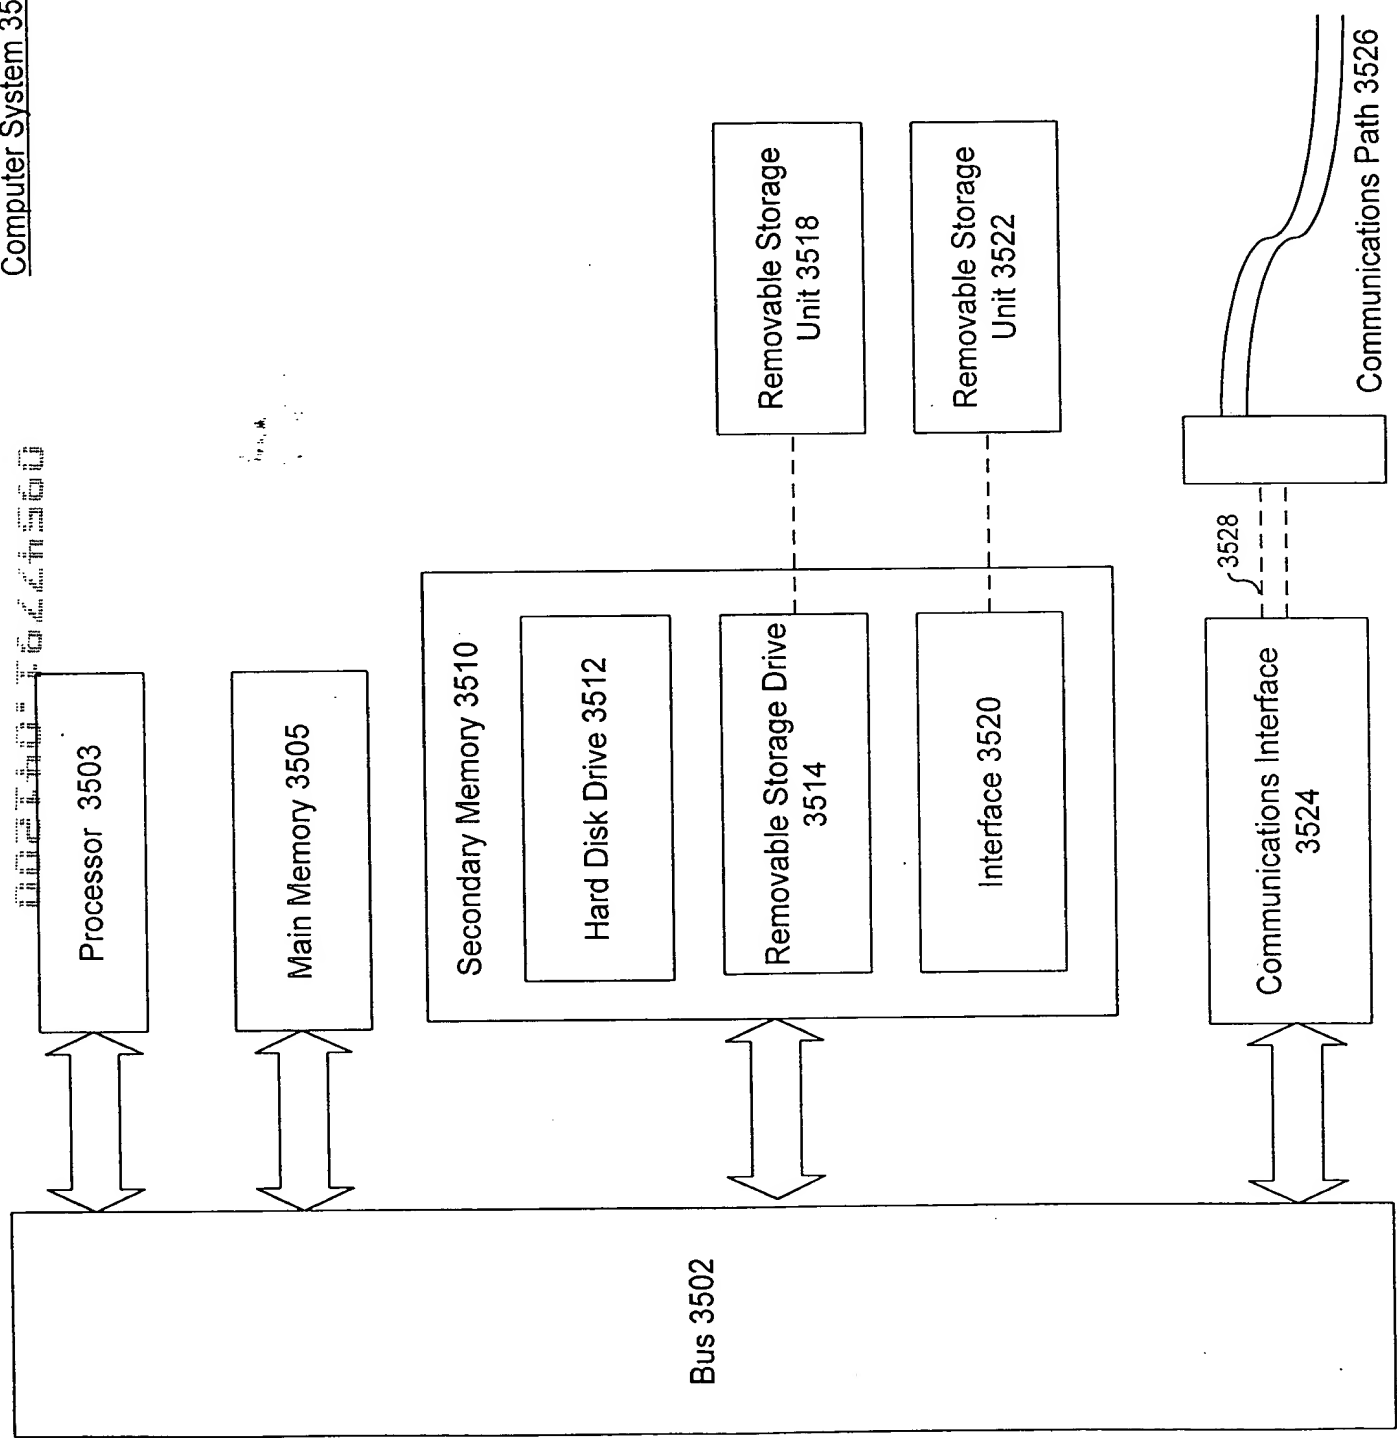 Computer System 35
Processor 3503
Main Memory 3505
Secondary Memory 3510
Hard Disk Drive 3512
Removable Storage Drive
3514
Interface 3520
Removable Storage
Unit 3518
Removable Storage
Unit 3522
Communications Interface
3524
3528
Communications Path 3526
Bus 3502